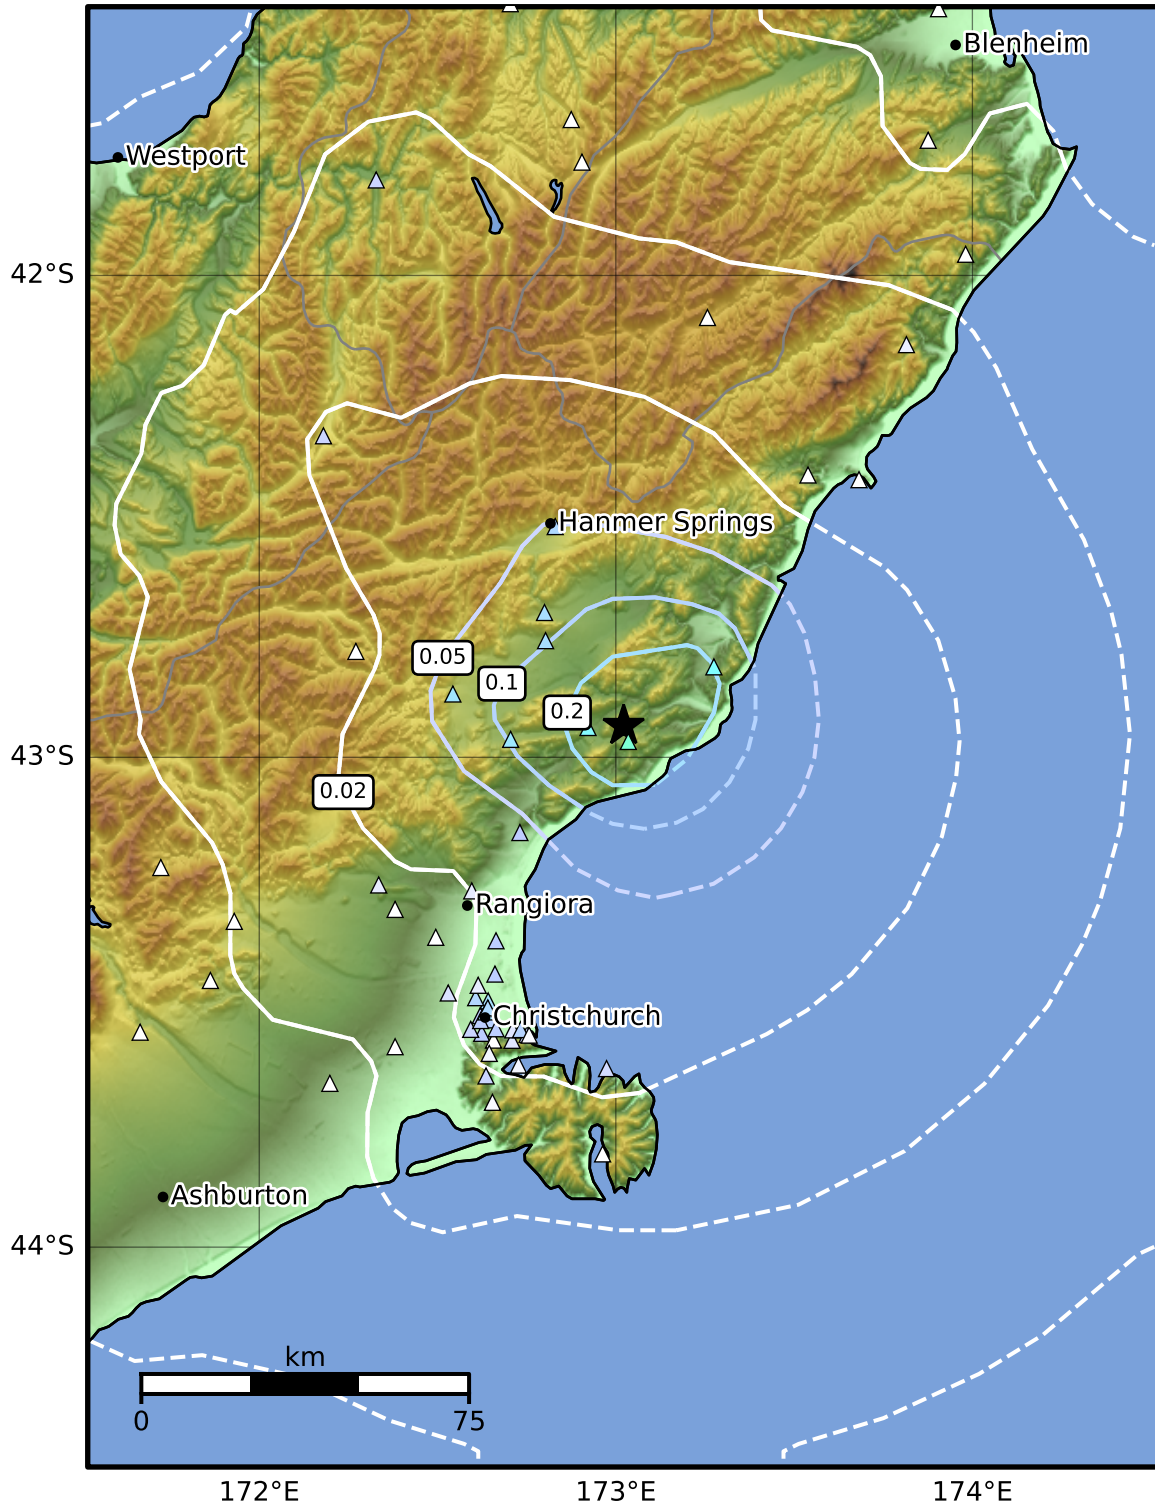 Blenheim
Westport
42°S
Hanmer Springs
0.05
0.1
0.2
43°S
0.02
Rangiora
Christchurch
Ashburton
44°S
km
0 75
172°E 173°E 174°E